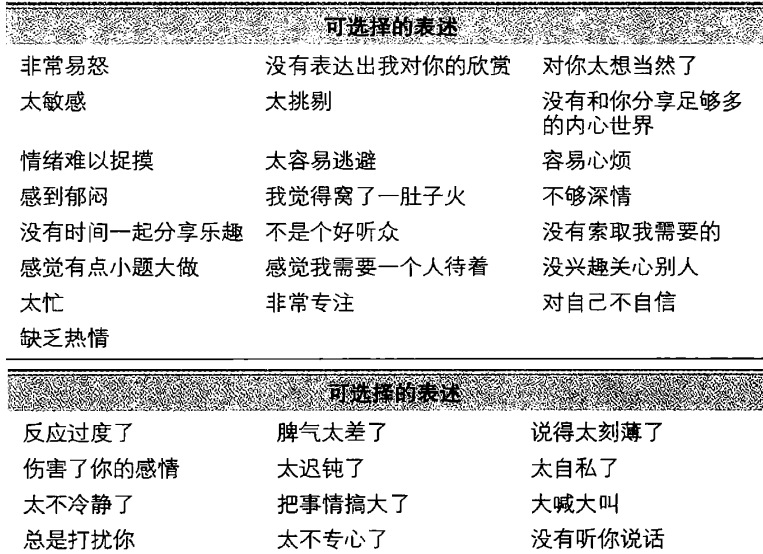 可选择的表述
非常易怒 没有表达出我对你的欣赏 对你太想当然了
太敏感 太挑剔 没有和你分享足够多
的内心世界
情绪难以捉摸 太容易逃避 容易心烦
感到郁闷 我觉得窝了一肚子火 不够深情
没有时间一起分享乐趣 不是个好听众 没有索取我需要的
感觉有点小题大做 感觉我需要一个人待着 没兴趣关心别人
太忙 非常专注 对自己不自信
缺乏热情
可选择的表述
反应过度了 脾气太差了 说得太刻薄了
伤害了你的感情 太迟钝了 太自私了
太不冷静了 把事情搞大了 大喊大叫
总是打扰你 太不专心了 没有听你说话